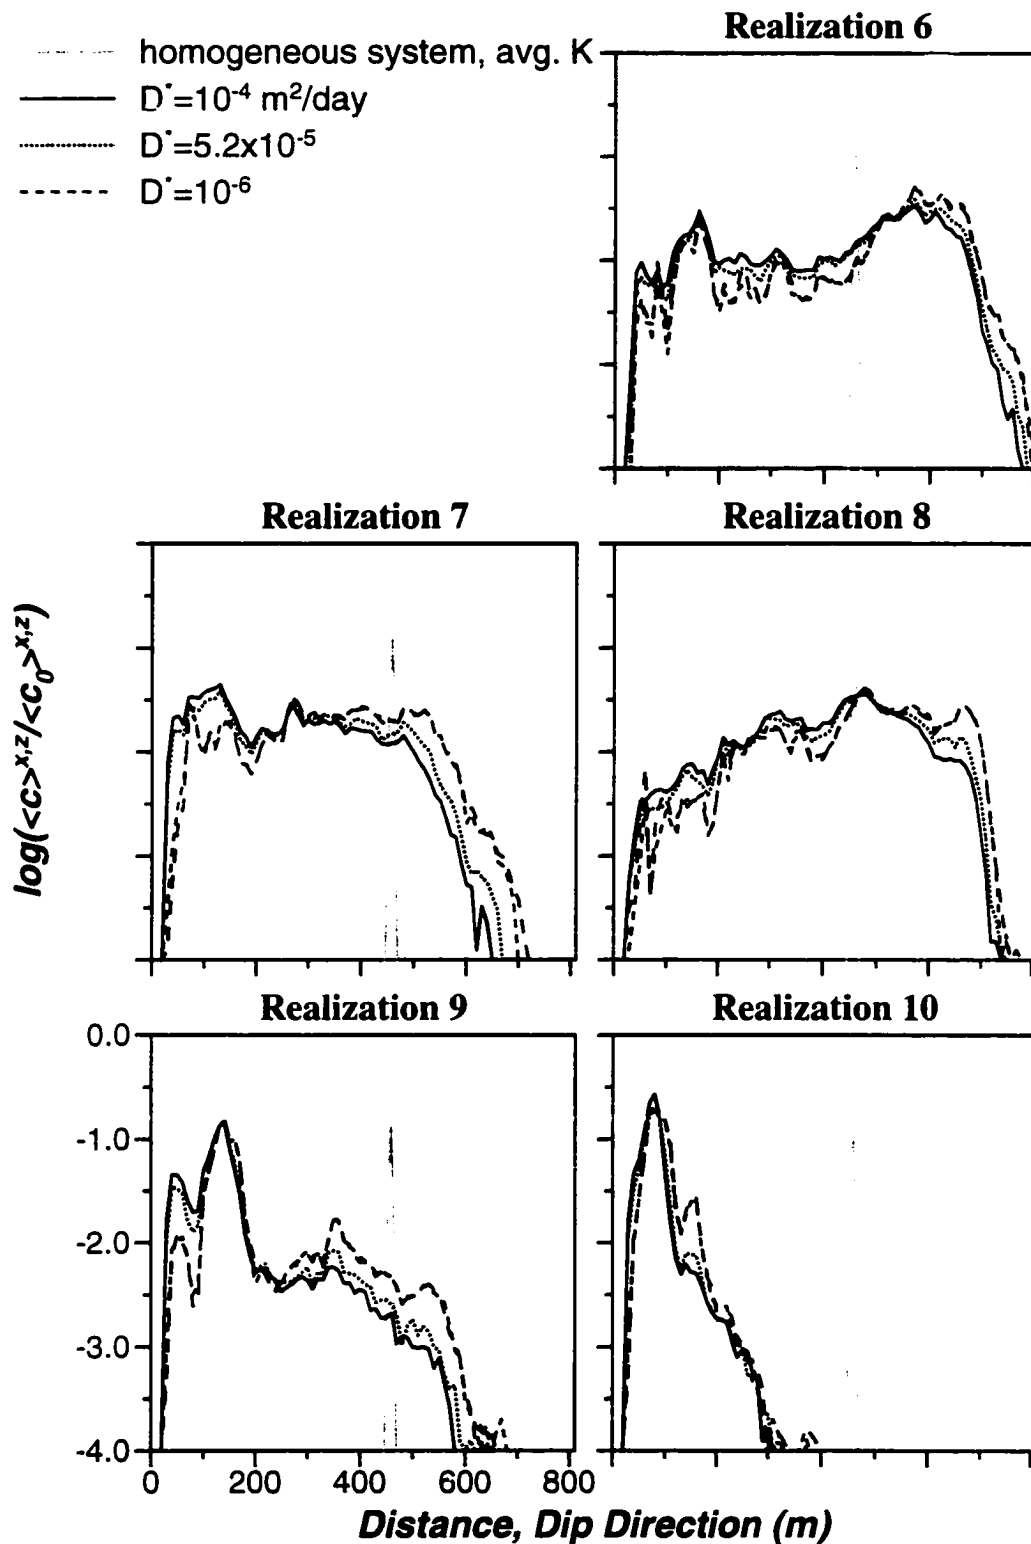 Realization 6
homogeneous system, avg. K
D*=10⁻⁴ m²/day
D*=5.2x10⁻⁵
D*=10⁻⁶
Realization 7
Realization 8
log(<c>ˣ,ᶻ/<c₀>ˣ,ᶻ)
Realization 9
Realization 10
0.0
-1.0
-2.0
-3.0
-4.0
0 200 400 600 800
Distance, Dip Direction (m)